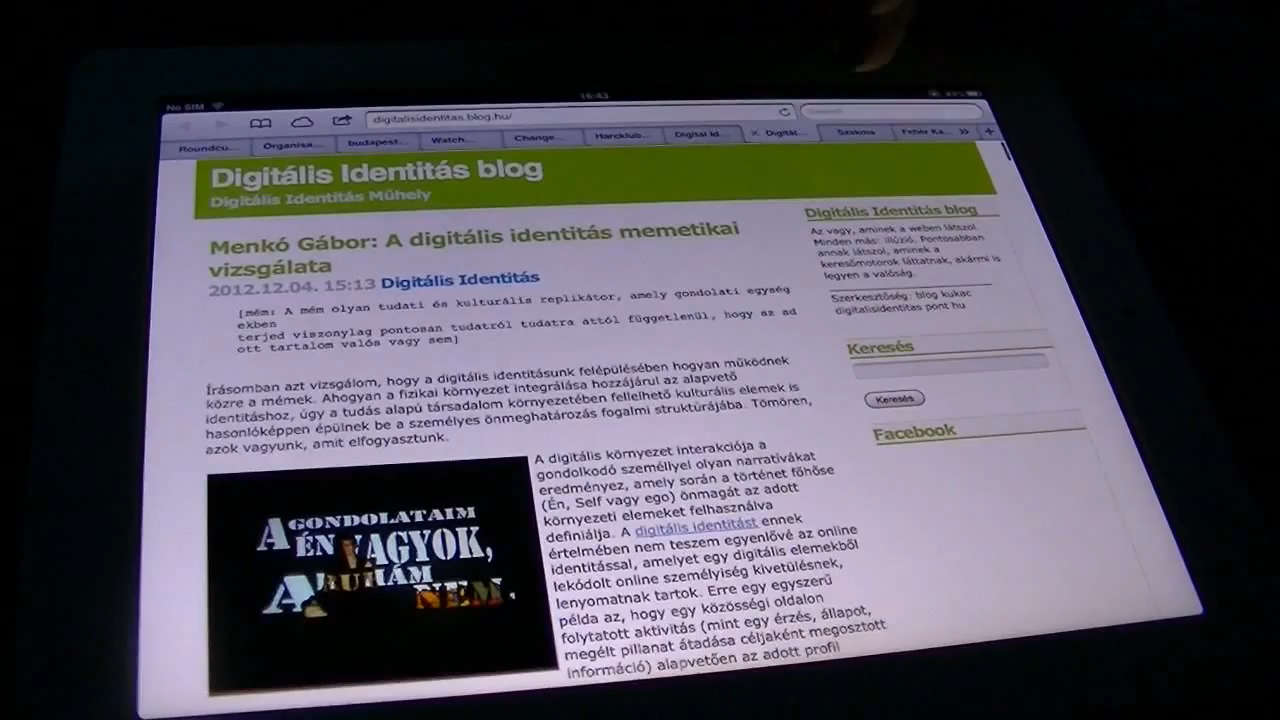 No SIM
16:43
digitalisidentitas.blog.hu/
Roundcu... Organisa... budapest... Watch... Change... Harcklub... Digital Id... Digitál... Szakma Fehér Ka...
Digitális Identitás blog
Digitális Identitás Műhely
Menkó Gábor: A digitális identitás memetikai
vizsgálata
2012.12.04. 15:13 Digitális Identitás
[mém: A mém olyan tudati és kulturális replikátor, amely gondolati egység
ekben
terjed viszonylag pontosan tudatról tudatra attól függetlenül, hogy az ad
ott tartalom valós vagy sem]
Írásomban azt vizsgálom, hogy a digitális identitásunk felépülésében hogyan működnek
közre a mémek. Ahogyan a fizikai környezet integrálása hozzájárul az alapvető
identitáshoz, úgy a tudás alapú társadalom környezetében fellelhető kulturális elemek is
hasonlóképpen épülnek be a személyes önmeghatározás fogalmi struktúrájába. Tömören,
azok vagyunk, amit elfogyasztunk.
A GONDOLATAIM
ÉN VAGYOK,
A RUHÁM
NEM.
A digitális környezet interakciója a
gondolkodó személlyel olyan narratívákat
eredményez, amely során a történet főhőse
(Én, Self vagy ego) önmagát az adott
környezeti elemeket felhasználva
definiálja. A digitális identitást ennek
értelmében nem teszem egyenlővé az online
identitással, amelyet egy digitális elemekből
lekódolt online személyiség kivetülésnek,
lenyomatnak tartok. Erre egy egyszerű
példa az, hogy egy közösségi oldalon
folytatott aktivitás (mint egy érzés, állapot,
megélt pillanat átadása céljaként megosztott
információ) alapvetően az adott profil
Digitális Identitás blog
Az vagy, aminek a weben látszol.
Minden más: illúzió. Pontosabban
annak látszol, aminek a
keresőmotorok láttatnak, akármi is
legyen a valóság.
Szerkesztőség: blog kukac
digitalisidentitas pont hu
Keresés
Keresés
Facebook